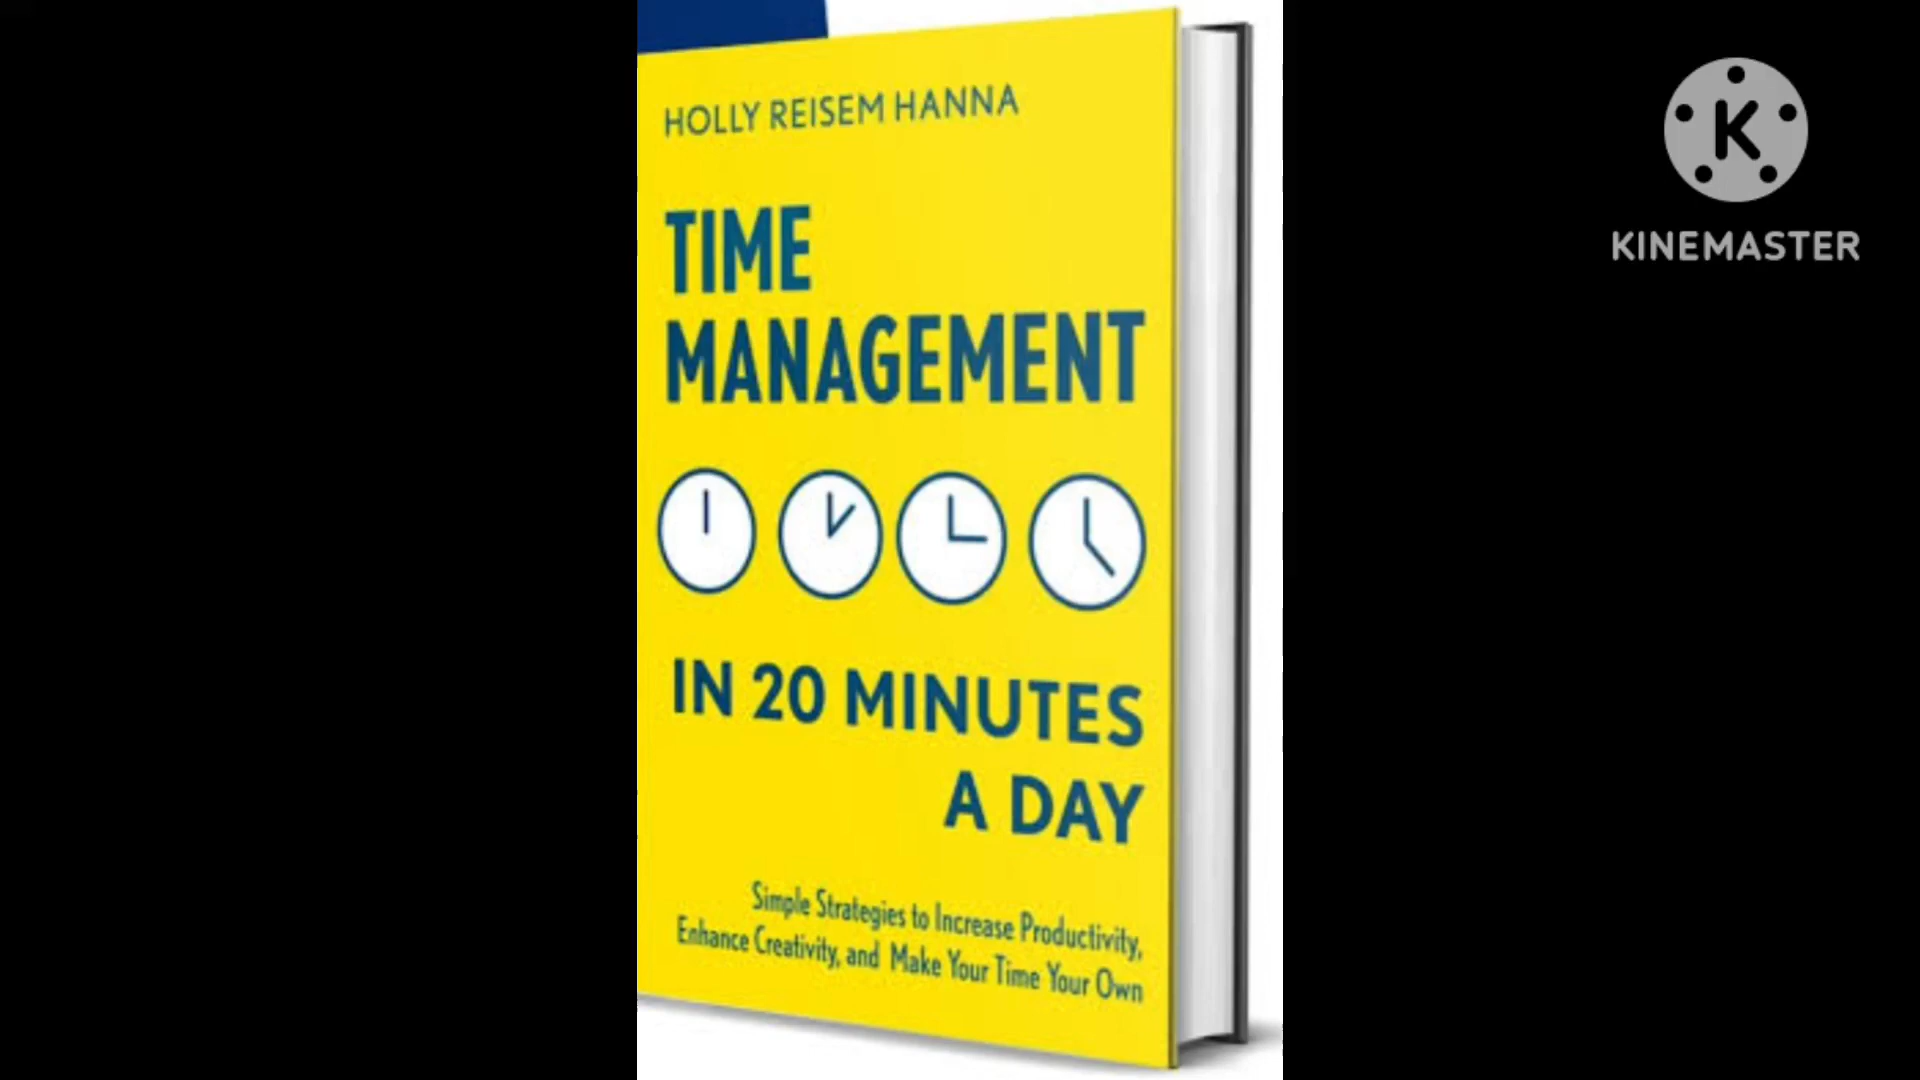 HOLLY REISEM HANNA
TIME
MANAGEMENT
IN 20 MINUTES
A DAY
Simple Strategies to Increase Productivity,
Enhance Creativity, and Make Your Time Your Own
K
KINEMASTER